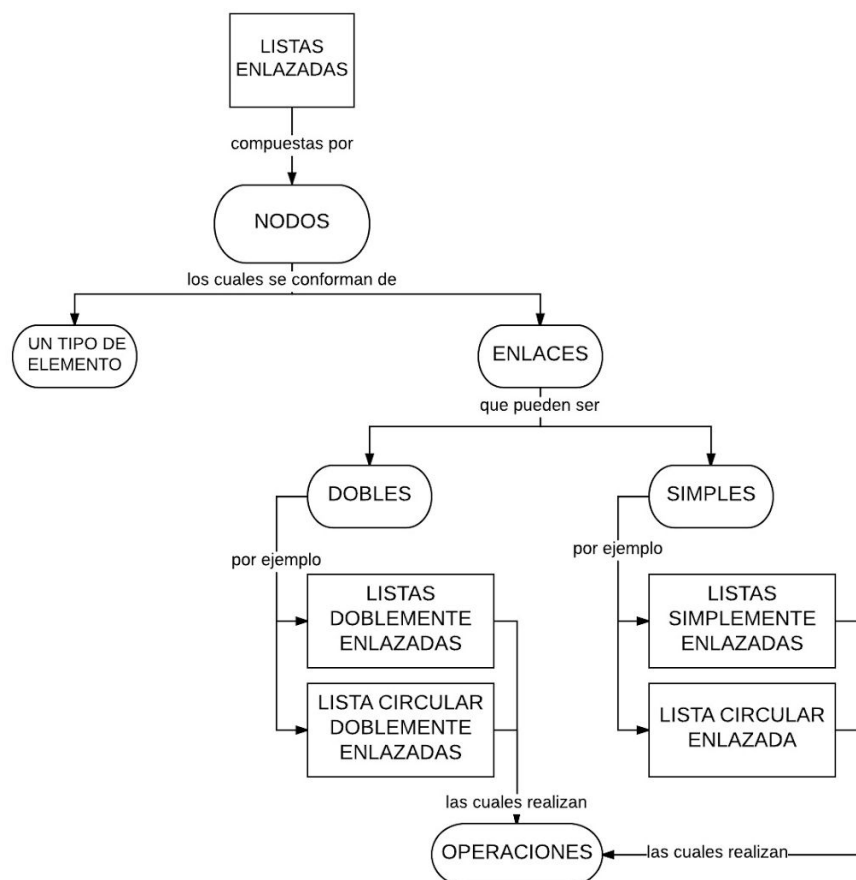 LISTAS
ENLAZADAS
compuestas por
NODOS
los cuales se conforman de
UN TIPO DE
ELEMENTO
ENLACES
que pueden ser
DOBLES
SIMPLES
por ejemplo
por ejemplo
LISTAS
DOBLEMENTE
ENLAZADAS
LISTAS
SIMPLEMENTE
ENLAZADAS
LISTA CIRCULAR
DOBLEMENTE
ENLAZADAS
LISTA CIRCULAR
ENLAZADA
las cuales realizan
OPERACIONES
las cuales realizan